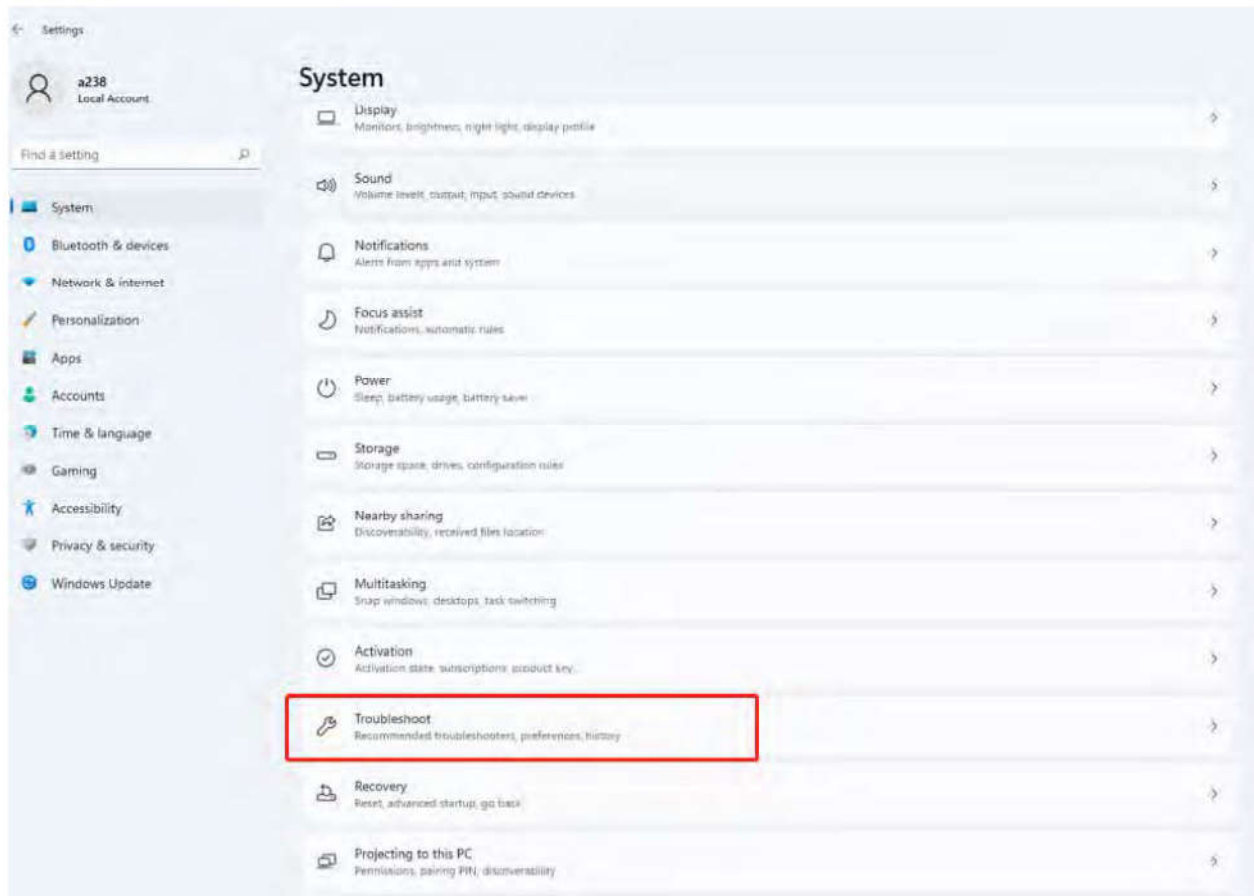 Settings
a238
Local Account
Find a setting
System
Bluetooth & devices
Network & internet
Personalization
Apps
Accounts
Time & language
Gaming
Accessibility
Privacy & security
Windows Update
System
Display
Monitors, brightness, night light, display profile
Sound
Volume levels, output, input, sound devices
Notifications
Alerts from apps and system
Focus assist
Notifications, automatic rules
Power
Sleep, battery usage, battery saver
Storage
Storage space, drives, configuration rules
Nearby sharing
Discoverability, received files location
Multitasking
Snap windows, desktops, task switching
Activation
Activation state, subscriptions, product key
Troubleshoot
Recommended troubleshooters, preferences, history
Recovery
Reset, advanced startup, go back
Projecting to this PC
Permissions, pairing PIN, discoverability